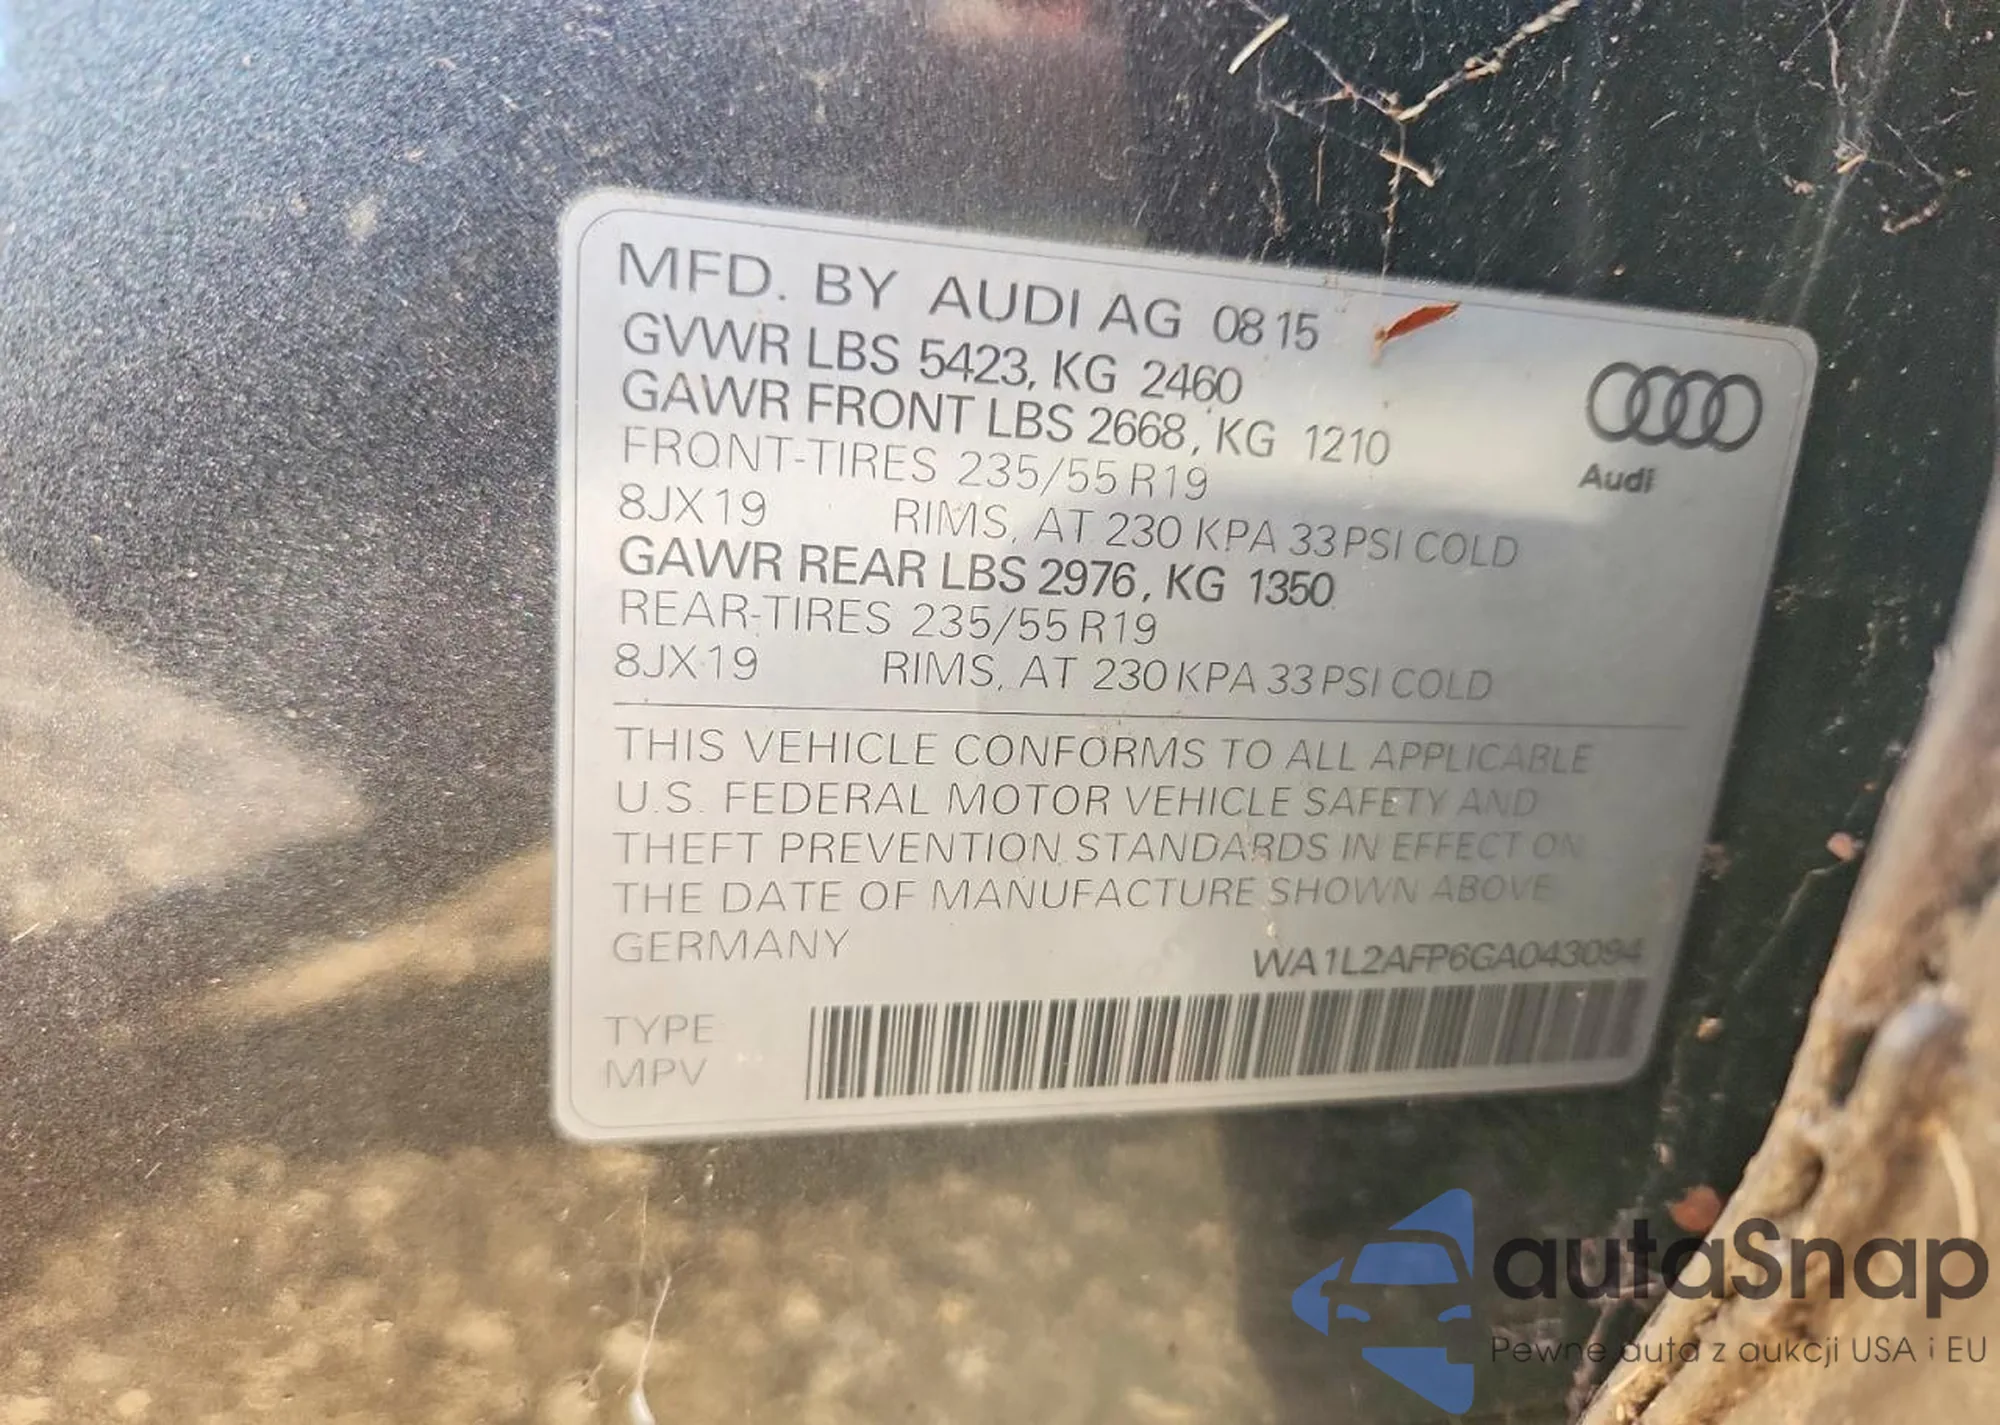 MFD. BY AUDI AG 0815
GVWR LBS 5423, KG 2460
GAWR FRONT LBS 2668, KG 1210
FRONT-TIRES 235/55 R19
8JX19 RIMS, AT 230 KPA 33 PSI COLD
GAWR REAR LBS 2976, KG 1350
REAR-TIRES 235/55 R19
8JX19 RIMS, AT 230 KPA 33 PSI COLD
Audi
THIS VEHICLE CONFORMS TO ALL APPLICABLE
U.S. FEDERAL MOTOR VEHICLE SAFETY AND
THEFT PREVENTION STANDARDS IN EFFECT ON
THE DATE OF MANUFACTURE SHOWN ABOVE
GERMANY WA1L2AFP6GA043094
TYPE
MPV
autaSnap
Pewne auta z aukcji USA i EU